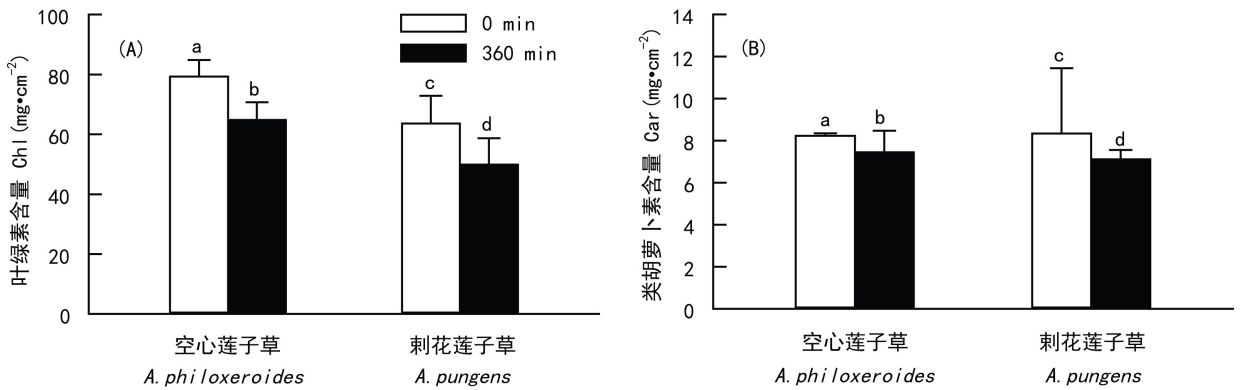 (A)
0 min
360 min
叶绿素含量 Chl(mg•cm⁻²)
100
80
60
40
20
0
a
b
c
d
空心莲子草
刺花莲子草
A.philoxeroides
A.pungens
(B)
类胡萝卜素含量 Car(mg•cm⁻²)
14
12
10
8
6
4
2
0
a
b
c
d
空心莲子草
刺花莲子草
A.philoxeroides
A.pungens